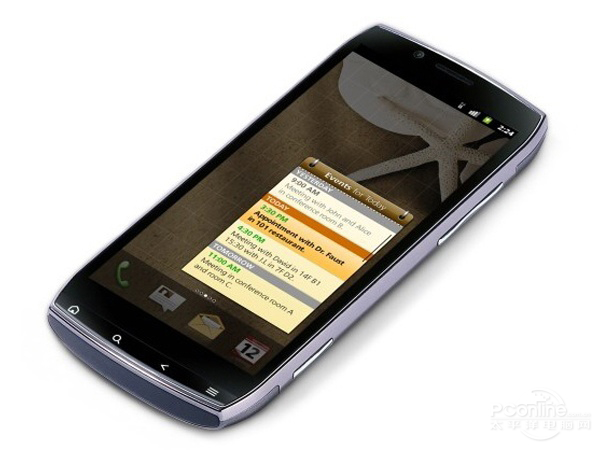 2:24
Events for Today
YESTERDAY
9:00 AM
Meeting with John and Alice
in conference room B.
TODAY
3:30 PM
Appointment with Dr. Faust
in 101 restaurant.
4:30 PM
Meeting with David in 14F B1
15:30 with I.I. in 7F D2.
TOMORROW
11:00 AM
Meeting in conference room A
and room C.
12
PConline
太平洋电脑网